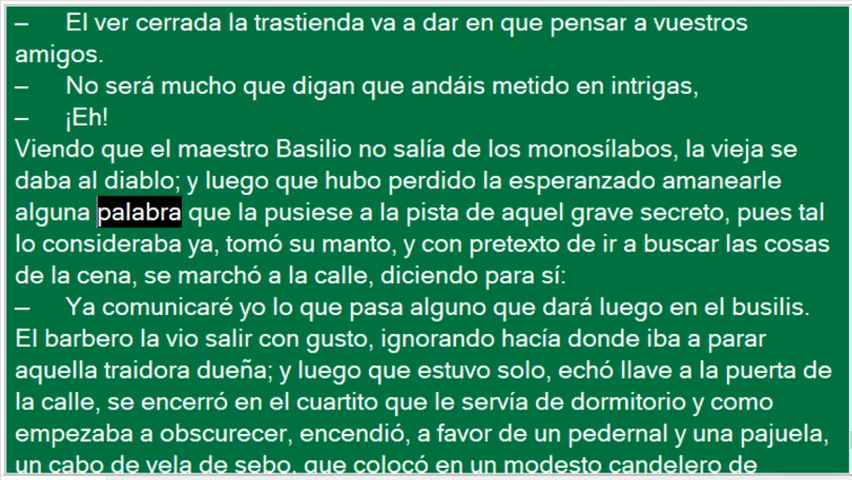 –	El ver cerrada la trastienda va a dar en que pensar a vuestros
amigos.
–	No será mucho que digan que andáis metido en intrigas,
–	¡Eh!
Viendo que el maestro Basilio no salía de los monosílabos, la vieja se
daba al diablo; y luego que hubo perdido la esperanzado amanearle
alguna palabra que la pusiese a la pista de aquel grave secreto, pues tal
lo consideraba ya, tomó su manto, y con pretexto de ir a buscar las cosas
de la cena, se marchó a la calle, diciendo para sí:
–	Ya comunicaré yo lo que pasa alguno que dará luego en el busilis.
El barbero la vio salir con gusto, ignorando hacía donde iba a parar
aquella traidora dueña; y luego que estuvo solo, echó llave a la puerta de
la calle, se encerró en el cuartito que le servía de dormitorio y como
empezaba a obscurecer, encendió, a favor de un pedernal y una pajuela,
un cabo de vela de sebo, que colocó en un modesto candelero de